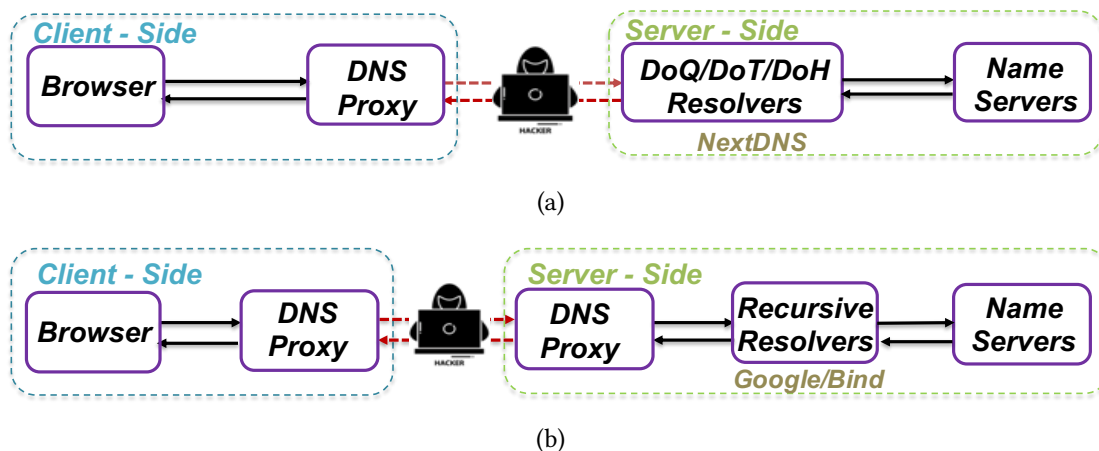 Client - Side
Server - Side
Browser
DNS
Proxy
HACKER
DoQ/DoT/DoH
Resolvers
Name
Servers
NextDNS
(a)
Client - Side
Server - Side
Browser
DNS
Proxy
HACKER
DNS
Proxy
Recursive
Resolvers
Name
Servers
Google/Bind
(b)